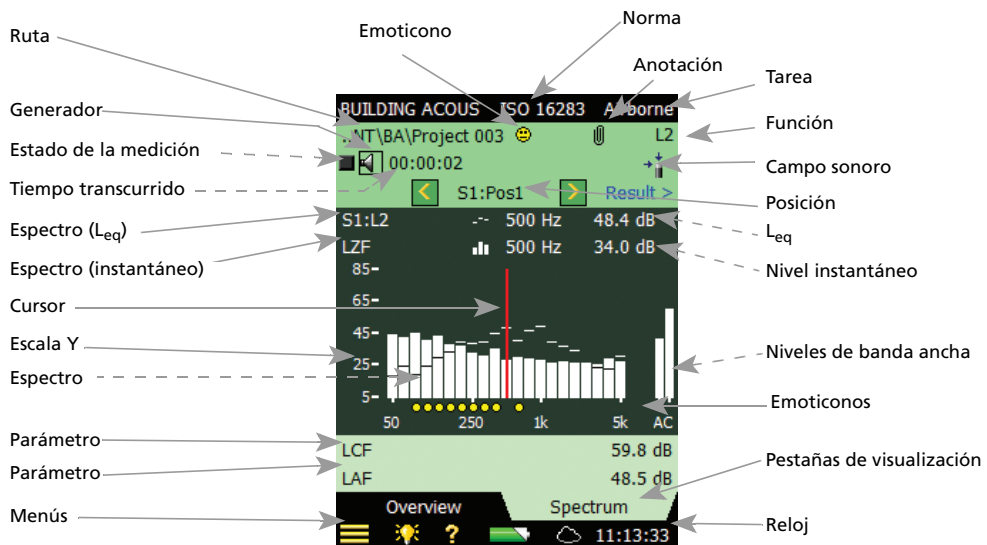 Ruta
Emoticono
Norma
Anotación
Tarea
Generador
Función
Estado de la medición
Campo sonoro
Tiempo transcurrido
Posición
Espectro (Leq)
Leq
Espectro (instantáneo)
Nivel instantáneo
Cursor
Escala Y
Niveles de banda ancha
Espectro
Emoticonos
Parámetro
Parámetro
Pestañas de visualización
Menús
Reloj
BUILDING ACOUS ISO 16283 Airborne
..NT\BA\Project 003 L2
00:00:02
< S1:Pos1 > Result >
S1:L2 500 Hz 48.4 dB
LZF 500 Hz 34.0 dB
85
65
45
25
5
50 250 1k 5k AC
LCF 59.8 dB
LAF 48.5 dB
Overview Spectrum
? 11:13:33